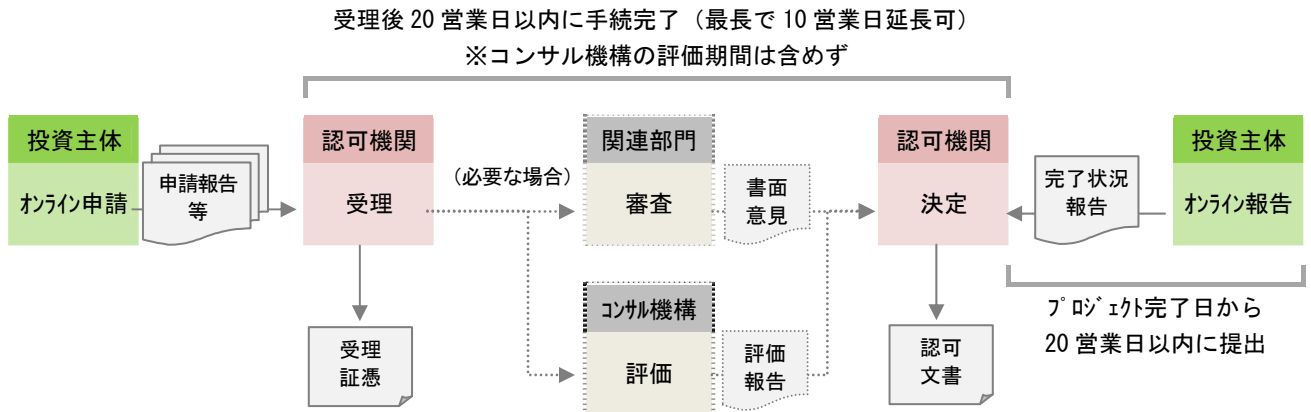 受理後 20 営業日以内に手続完了（最長で 10 営業日延長可）
※コンサル機構の評価期間は含めず
投資主体
オンライン申請
申請報告
等
認可機関
受理
受理
証憑
（必要な場合）
関連部門
審査
書面
意見
コンサル機構
評価
評価
報告
認可機関
決定
認可
文書
完了状況
報告
投資主体
オンライン報告
プロジェクト完了日から
20 営業日以内に提出